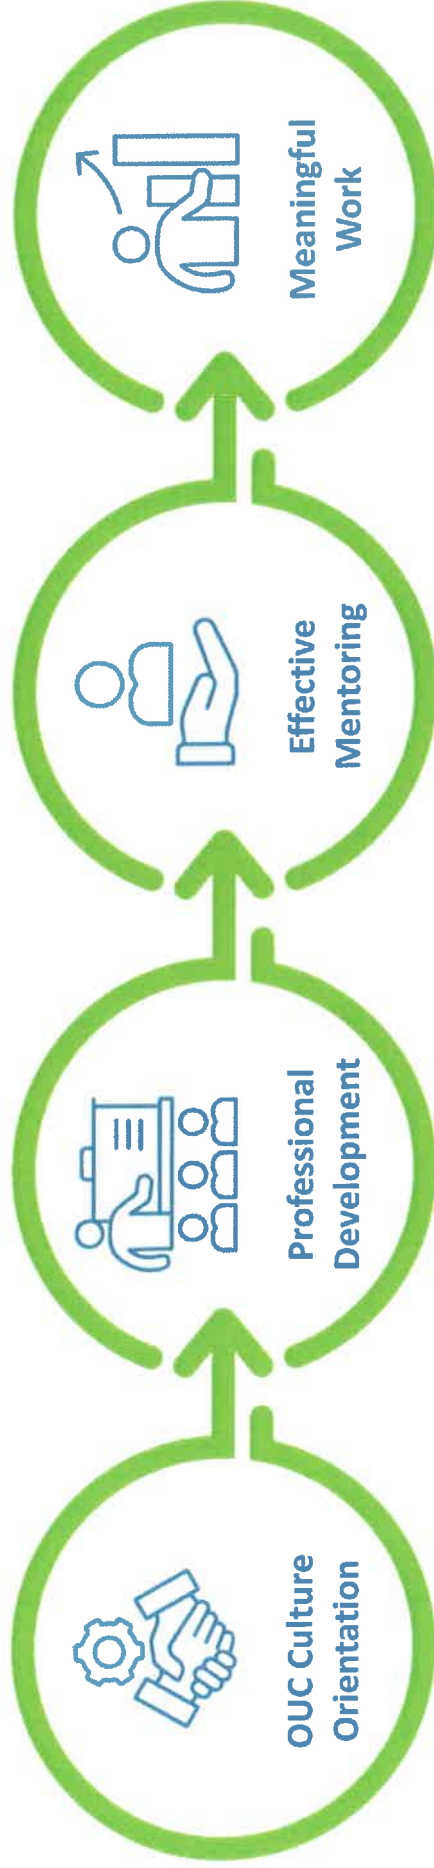 OUC Culture
Orientation
Professional
Development
Effective
Mentoring
Meaningful
Work